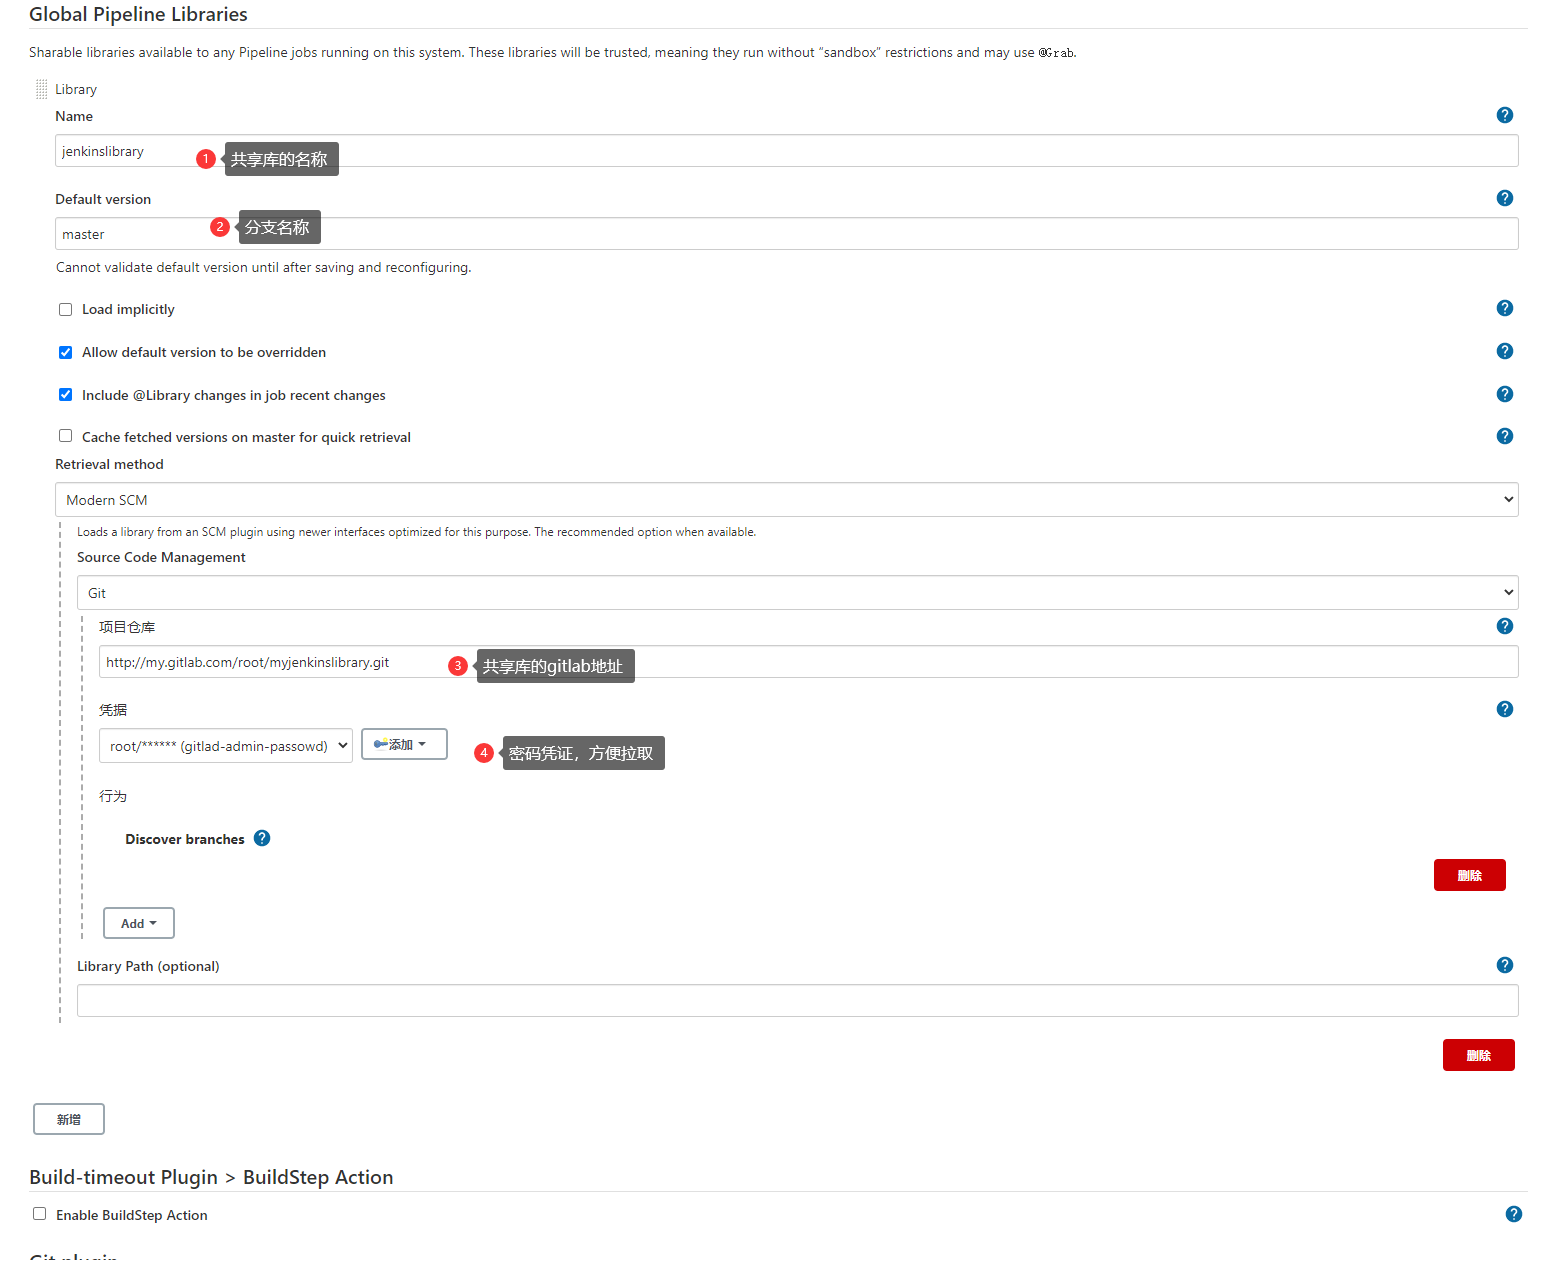 Global Pipeline Libraries
Sharable libraries available to any Pipeline jobs running on this system. These libraries will be trusted, meaning they run without “sandbox” restrictions and may use @Grab.
Library
Name
jenkinslibrary
1 共享库的名称
Default version
master
2 分支名称
Cannot validate default version until after saving and reconfiguring.
Load implicitly
Allow default version to be overridden
Include @Library changes in job recent changes
Cache fetched versions on master for quick retrieval
Retrieval method
Modern SCM
Loads a library from an SCM plugin using newer interfaces optimized for this purpose. The recommended option when available.
Source Code Management
Git
项目仓库
http://my.gitlab.com/root/myjenkinslibrary.git
3 共享库的gitlab地址
凭据
root/****** (gitlad-admin-passowd)
添加
4 密码凭证，方便拉取
行为
Discover branches
删除
Add
Library Path (optional)
删除
新增
Build-timeout Plugin > BuildStep Action
Enable BuildStep Action
Git plugin